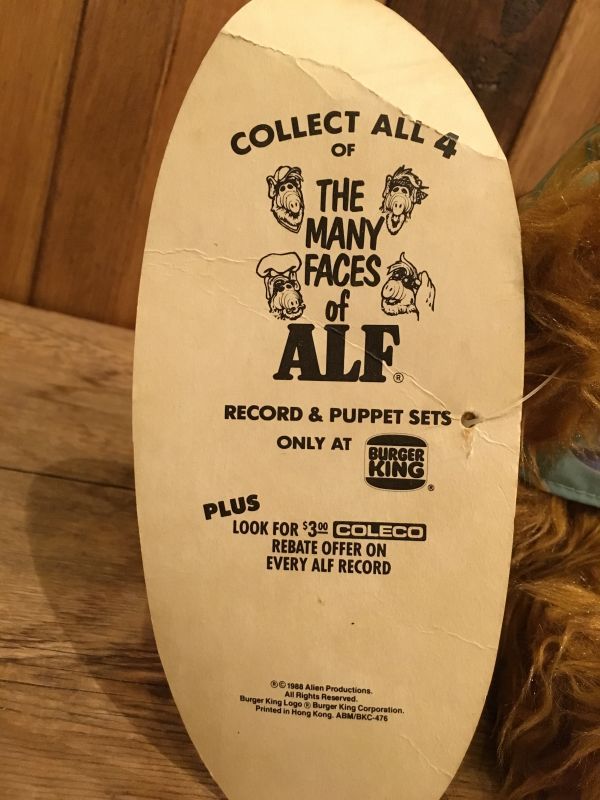 COLLECT ALL 4
OF
THE
MANY
FACES
of
ALF®
RECORD & PUPPET SETS
ONLY AT BURGER KING®
PLUS
LOOK FOR $3.00 COLECO
REBATE OFFER ON
EVERY ALF RECORD
®©1988 Alien Productions.
All Rights Reserved.
Burger King Logo ® Burger King Corporation.
Printed in Hong Kong. ABM/BKC-476